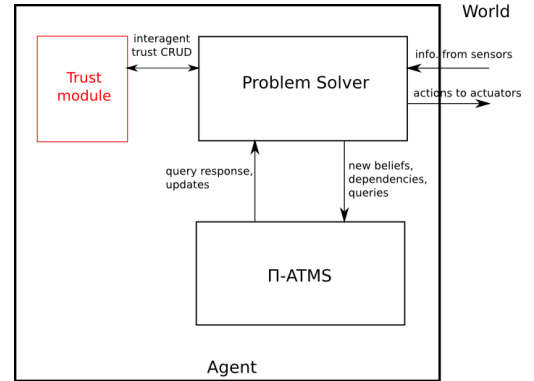 World
interagent
trust CRUD
Trust
module
Problem Solver
info. from sensors
actions to actuators
query response,
updates
new beliefs,
dependencies,
queries
Π-ATMS
Agent